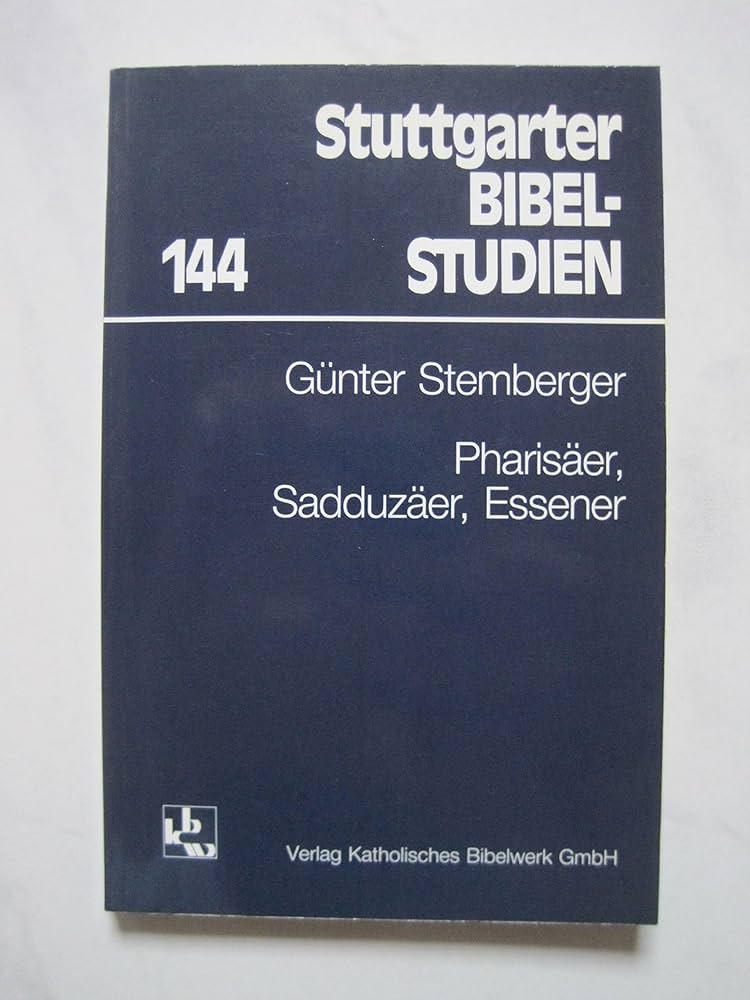 Stuttgarter
BIBEL-
144 STUDIEN
Günter Stemberger
Pharisäer,
Sadduzäer, Essener
kbw
Verlag Katholisches Bibelwerk GmbH